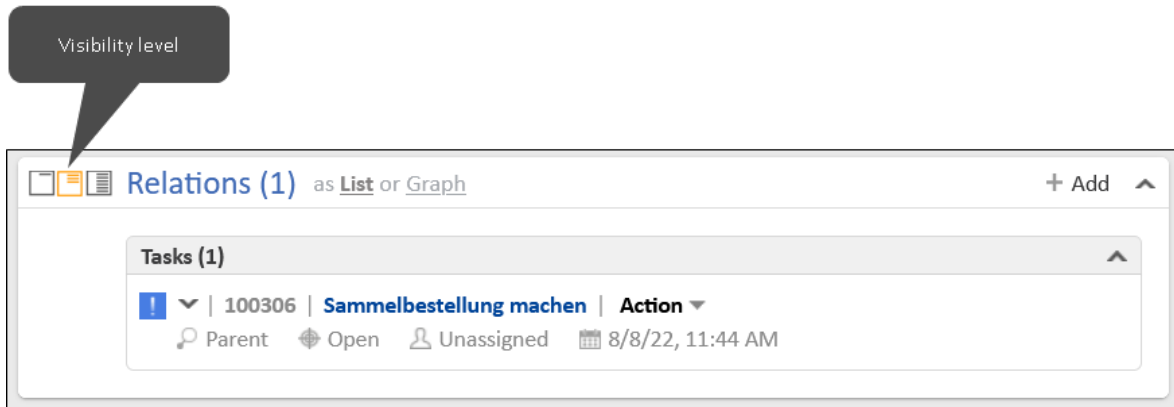 Visibility level
Relations (1) as List or Graph + Add
Tasks (1)
! | 100306 | Sammelbestellung machen | Action
Parent Open Unassigned 8/8/22, 11:44 AM